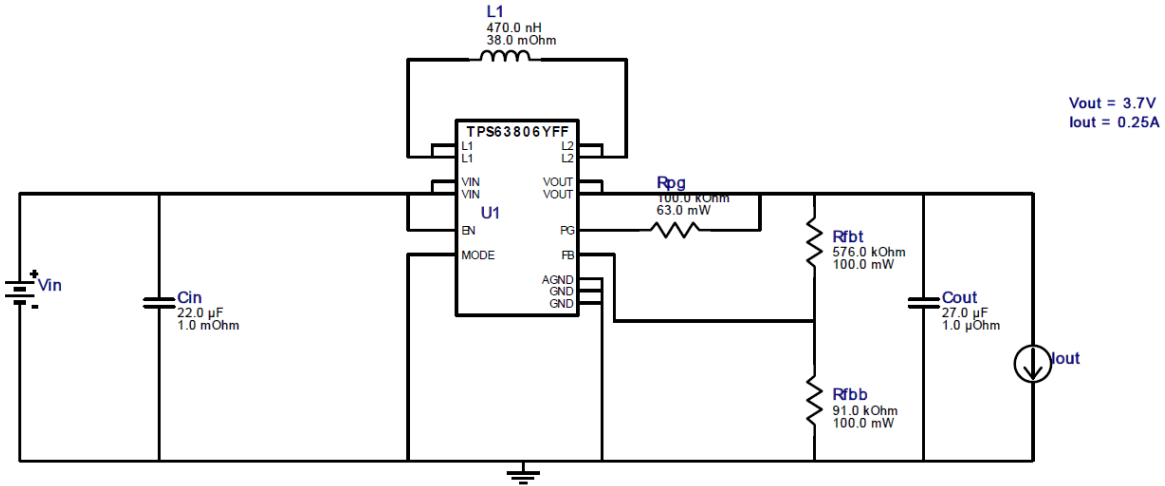 L1
470.0 nH
38.0 mOhm
Vout = 3.7V
Iout = 0.25A
TPS63806YFF
L1
L1
L2
L2
VIN
VIN
VOUT
VOUT
U1
EN
PG
MODE
FB
AGND
GND
GND
Rpg
100.0 kOhm
63.0 mW
Rfbt
576.0 kOhm
100.0 mW
+
Vin
-
Cin
22.0 µF
1.0 mOhm
Cout
27.0 µF
1.0 µOhm
Iout
Rfbb
91.0 kOhm
100.0 mW